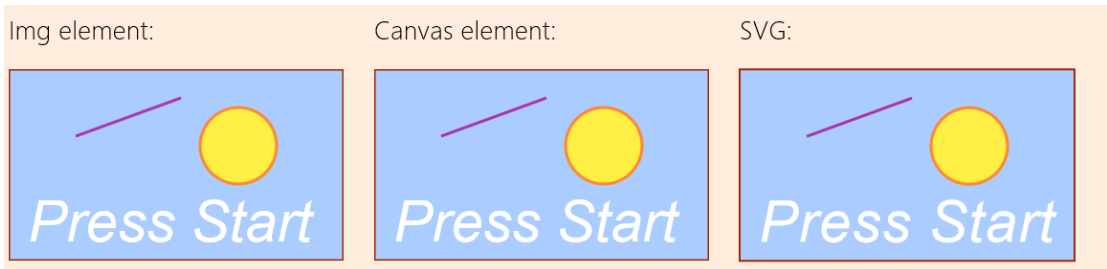 Img element:
Canvas element:
SVG:
Press Start
Press Start
Press Start